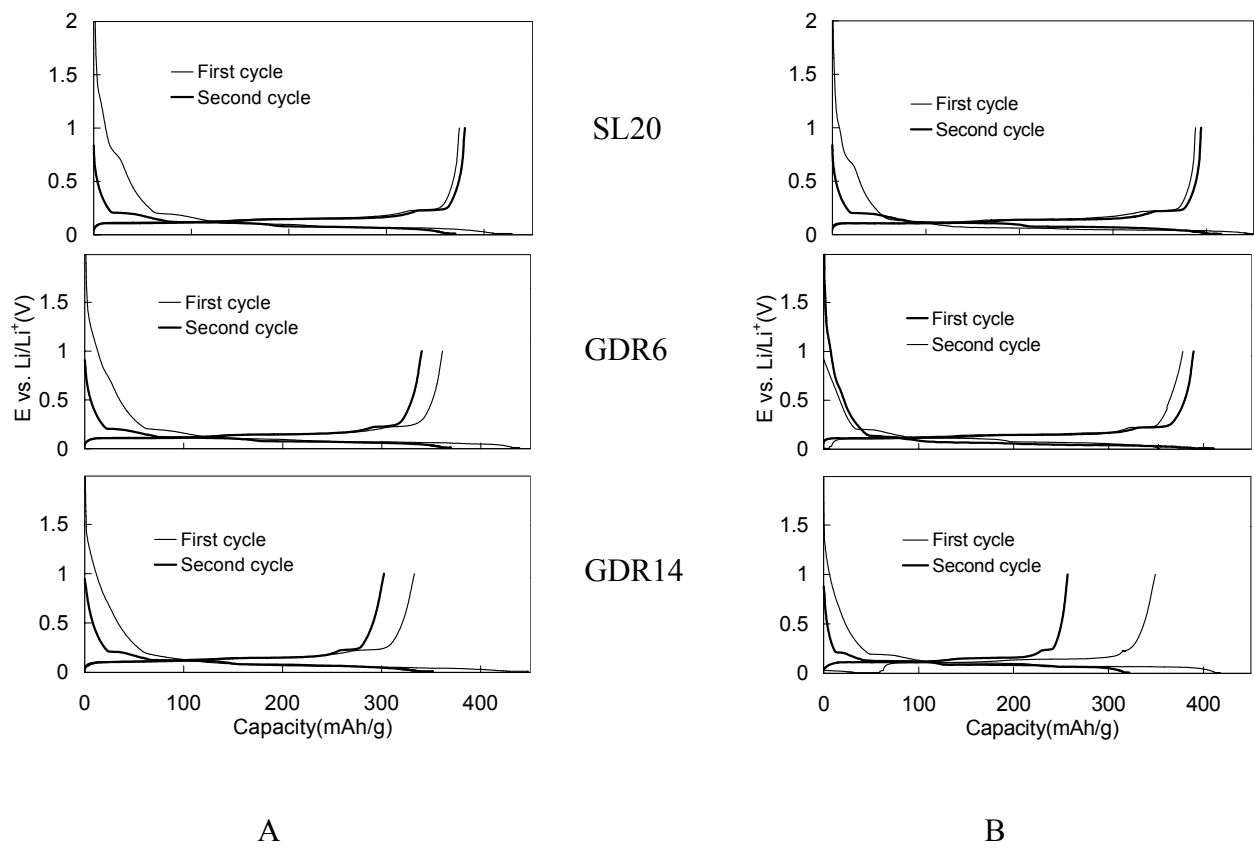 2
1.5
1
0.5
0
First cycle
Second cycle
SL20
2
1.5
1
0.5
0
First cycle
Second cycle
E vs. Li/Li⁺(V)
1.5
1
0.5
0
First cycle
Second cycle
GDR6
E vs. Li/Li⁺(V)
1.5
1
0.5
0
First cycle
Second cycle
1.5
1
0.5
0
First cycle
Second cycle
0 100 200 300 400
Capacity(mAh/g)
GDR14
1.5
1
0.5
0
First cycle
Second cycle
0 100 200 300 400
Capacity(mAh/g)
A
B